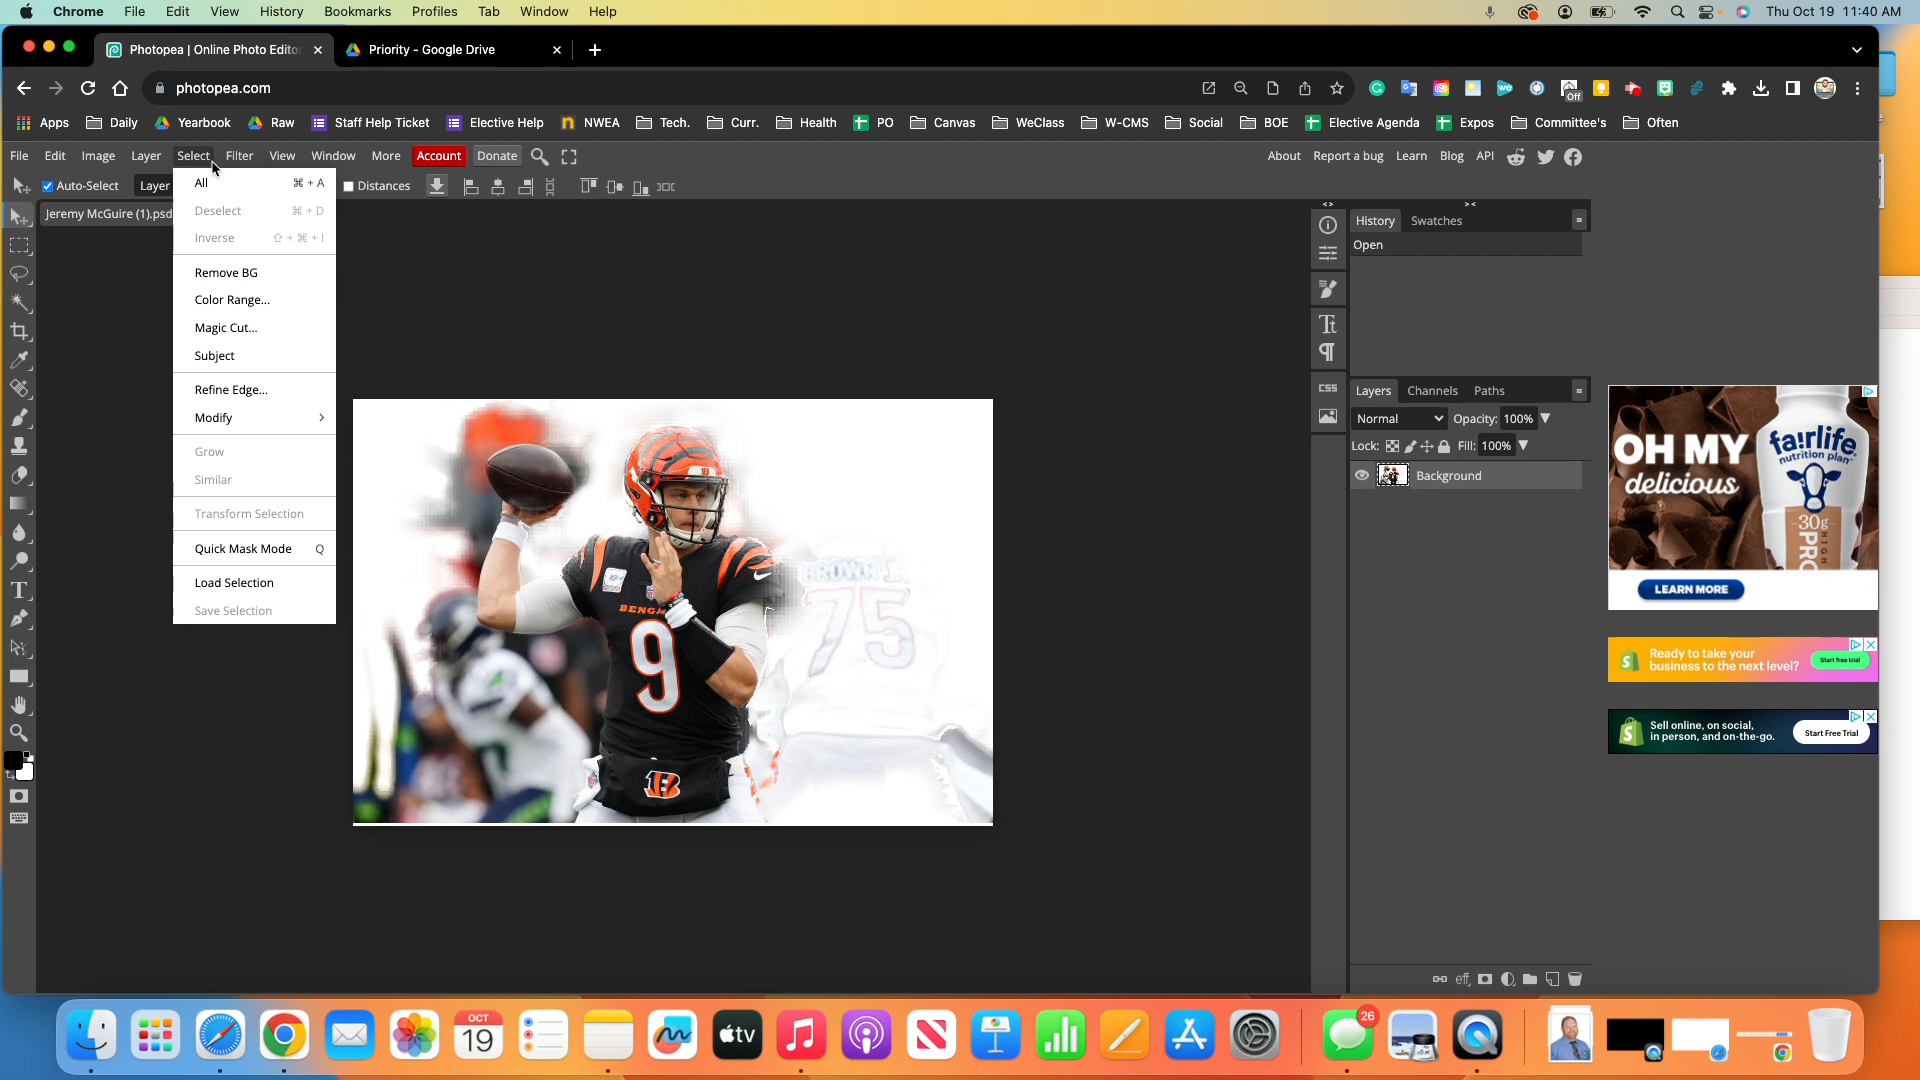 Chrome File Edit View History Bookmarks Profiles Tab Window Help Thu Oct 19 11:40 AM
Photopea | Online Photo Edito Priority - Google Drive
photopea.com Off
Apps Daily Yearbook Raw Staff Help Ticket Elective Help NWEA Tech. Curr. Health PO Canvas WeClass W-CMS Social BOE Elective Agenda Expos Committee's Often
File Edit Image Layer Select Filter View Window More Account Donate About Report a bug Learn Blog API
Auto-Select Layer Distances
Jeremy McGuire (1).psd
All ⌘ + A
Deselect ⌘ + D
Inverse ⇧ + ⌘ + I
Remove BG
Color Range...
Magic Cut...
Subject
Refine Edge...
Modify >
Grow
Similar
Transform Selection
Quick Mask Mode Q
Load Selection
Save Selection
History Swatches
Open
CSS
Layers Channels Paths
Normal Opacity: 100%
Lock: Fill: 100%
Background
eff
BENGA
9
B
BROWN JR
75
OH MY
delicious
fa!rlife
nutrition plan
30g
HIGH
PRO
LEARN MORE
Ready to take your
business to the next level?
Start free trial
Sell online, on social,
in person, and on-the-go.
Start Free Trial
OCT
19
tv
26